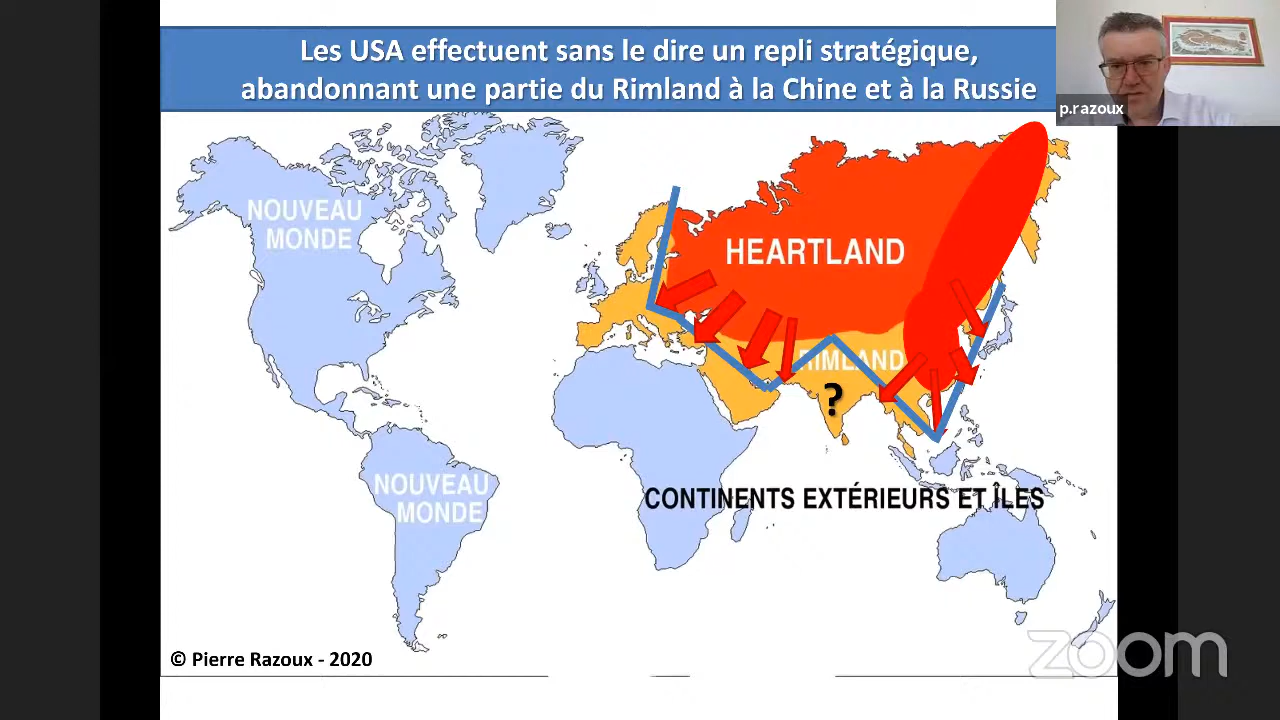 Les USA effectuent sans le dire un repli stratégique,
abandonnant une partie du Rimland à la Chine et à la Russie
p.razoux
NOUVEAU
MONDE
HEARTLAND
RIMLAND
?
NOUVEAU
MONDE
CONTINENTS EXTÉRIEURS ET ÎLES
© Pierre Razoux - 2020
zoom